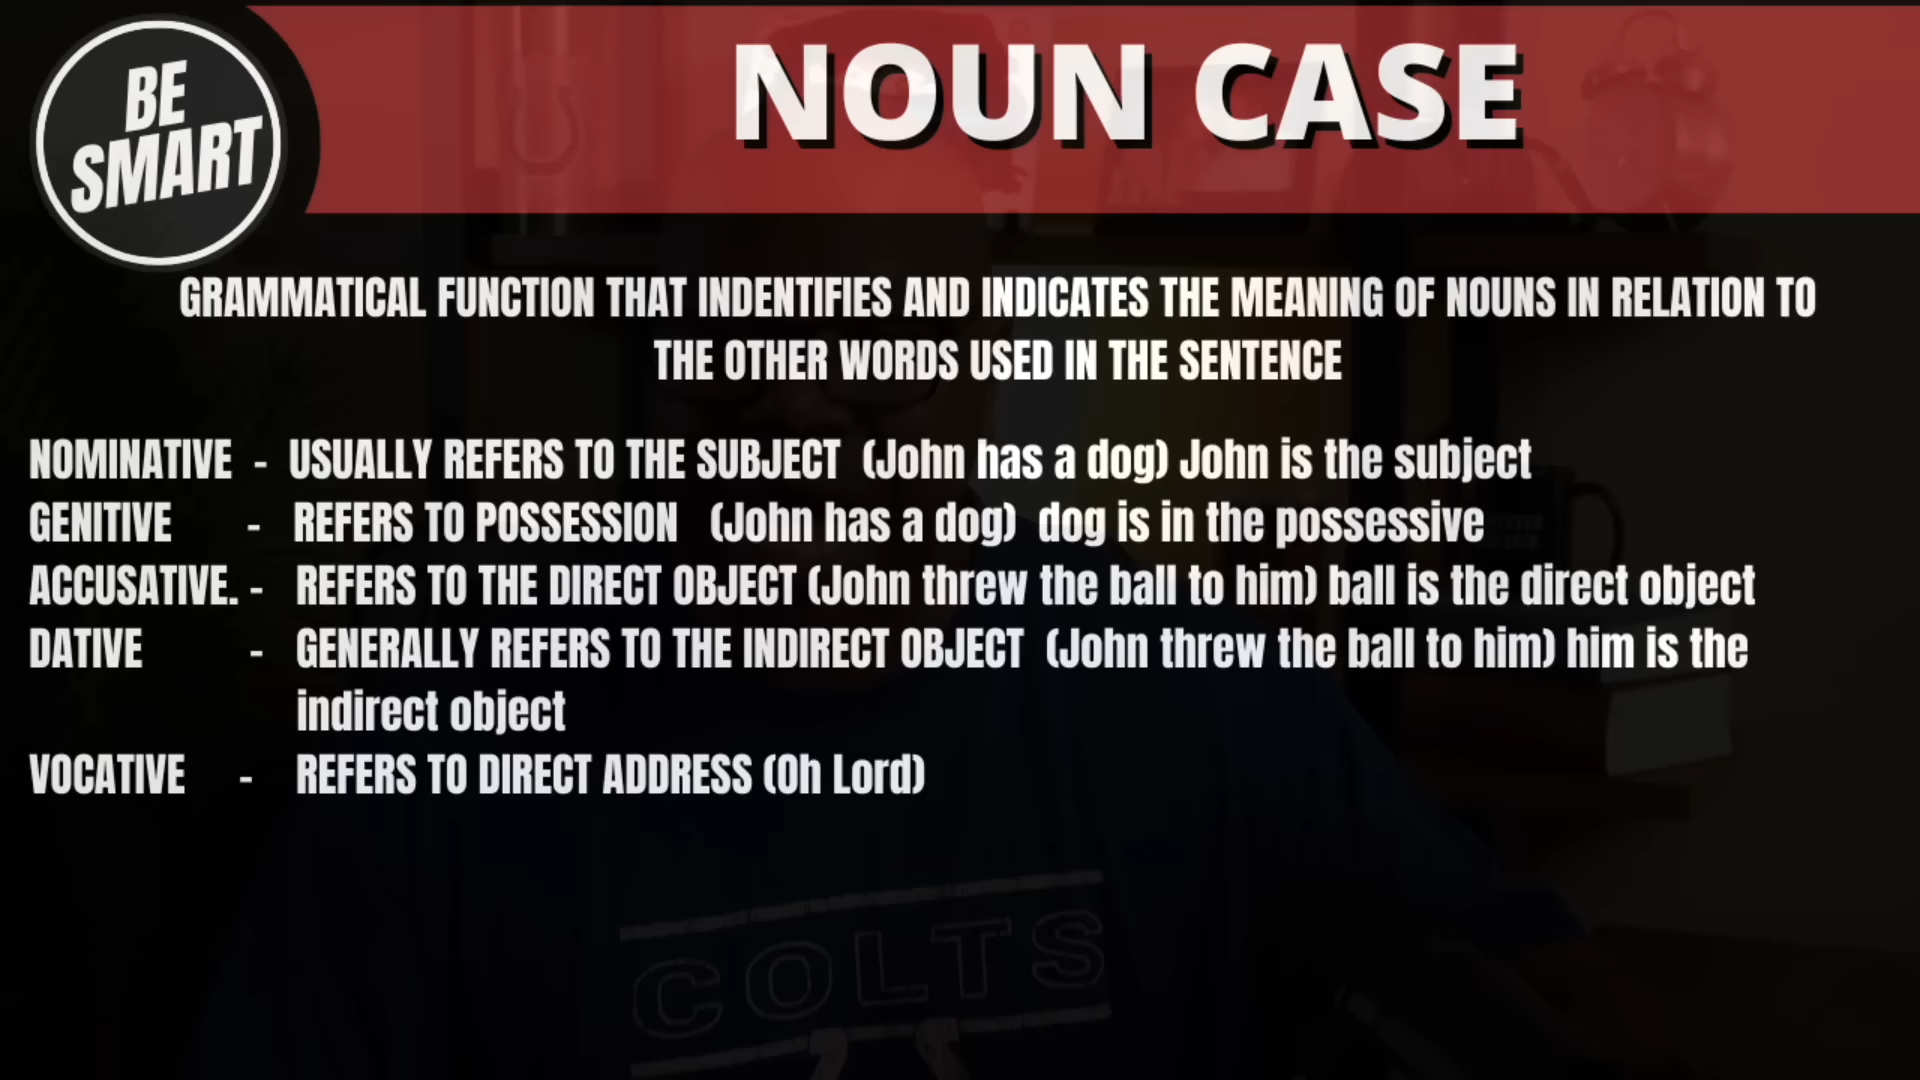 BE
SMART
NOUN CASE
GRAMMATICAL FUNCTION THAT INDENTIFIES AND INDICATES THE MEANING OF NOUNS IN RELATION TO
THE OTHER WORDS USED IN THE SENTENCE
NOMINATIVE - USUALLY REFERS TO THE SUBJECT (John has a dog) John is the subject
GENITIVE - REFERS TO POSSESSION (John has a dog) dog is in the possessive
ACCUSATIVE. - REFERS TO THE DIRECT OBJECT (John threw the ball to him) ball is the direct object
DATIVE - GENERALLY REFERS TO THE INDIRECT OBJECT (John threw the ball to him) him is the
indirect object
VOCATIVE - REFERS TO DIRECT ADDRESS (Oh Lord)
COLTS